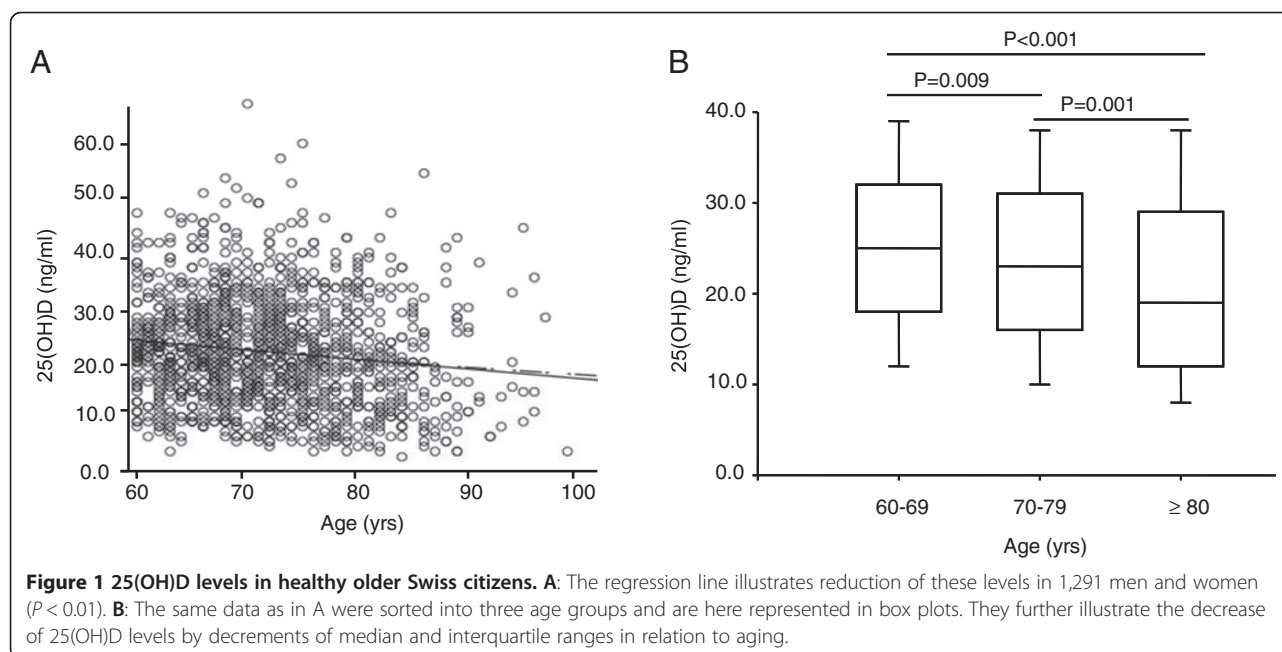 A
60.0
50.0
40.0
30.0
20.0
10.0
0.0
25(OH)D (ng/ml)
60 70 80 90 100
Age (yrs)
B
P<0.001
P=0.009
P=0.001
40.0
30.0
20.0
10.0
0.0
25(OH)D (ng/ml)
60-69 70-79 ≥ 80
Age (yrs)
Figure 1 25(OH)D levels in healthy older Swiss citizens. A: The regression line illustrates reduction of these levels in 1,291 men and women
(P < 0.01). B: The same data as in A were sorted into three age groups and are here represented in box plots. They further illustrate the decrease
of 25(OH)D levels by decrements of median and interquartile ranges in relation to aging.